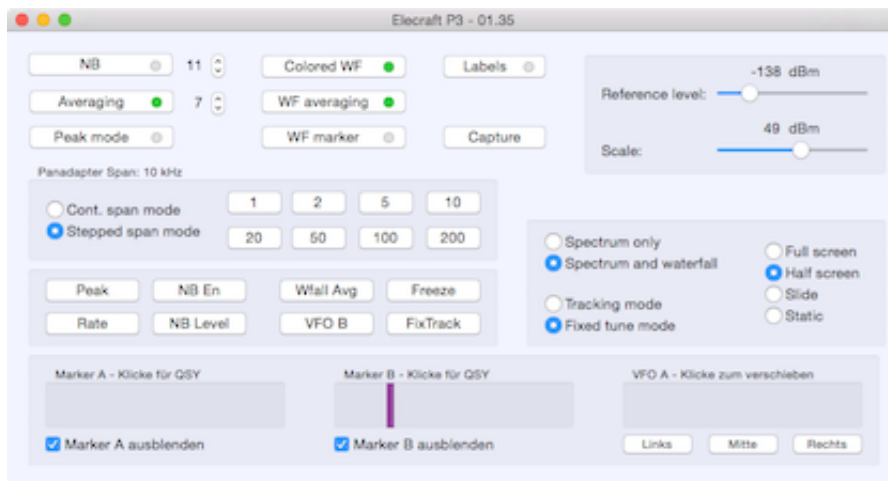 Elecraft P3 - 01.35
NB 11 Colored WF Labels
Averaging 7 WF averaging
Peak mode WF marker Capture
-138 dBm
Reference level:
49 dBm
Scale:
Panadapter Span: 10 kHz
Cont. span mode
Stepped span mode
1 2 5 10
20 50 100 200
Peak NB En Wfall Avg Freeze
Rate NB Level VFO B FixTrack
Spectrum only
Spectrum and waterfall
Tracking mode
Fixed tune mode
Full screen
Half screen
Slide
Static
Marker A - Klicke für QSY
Marker A ausblenden
Marker B - Klicke für QSY
Marker B ausblenden
VFO A - Klicke zum verschieben
Links Mitte Rechts